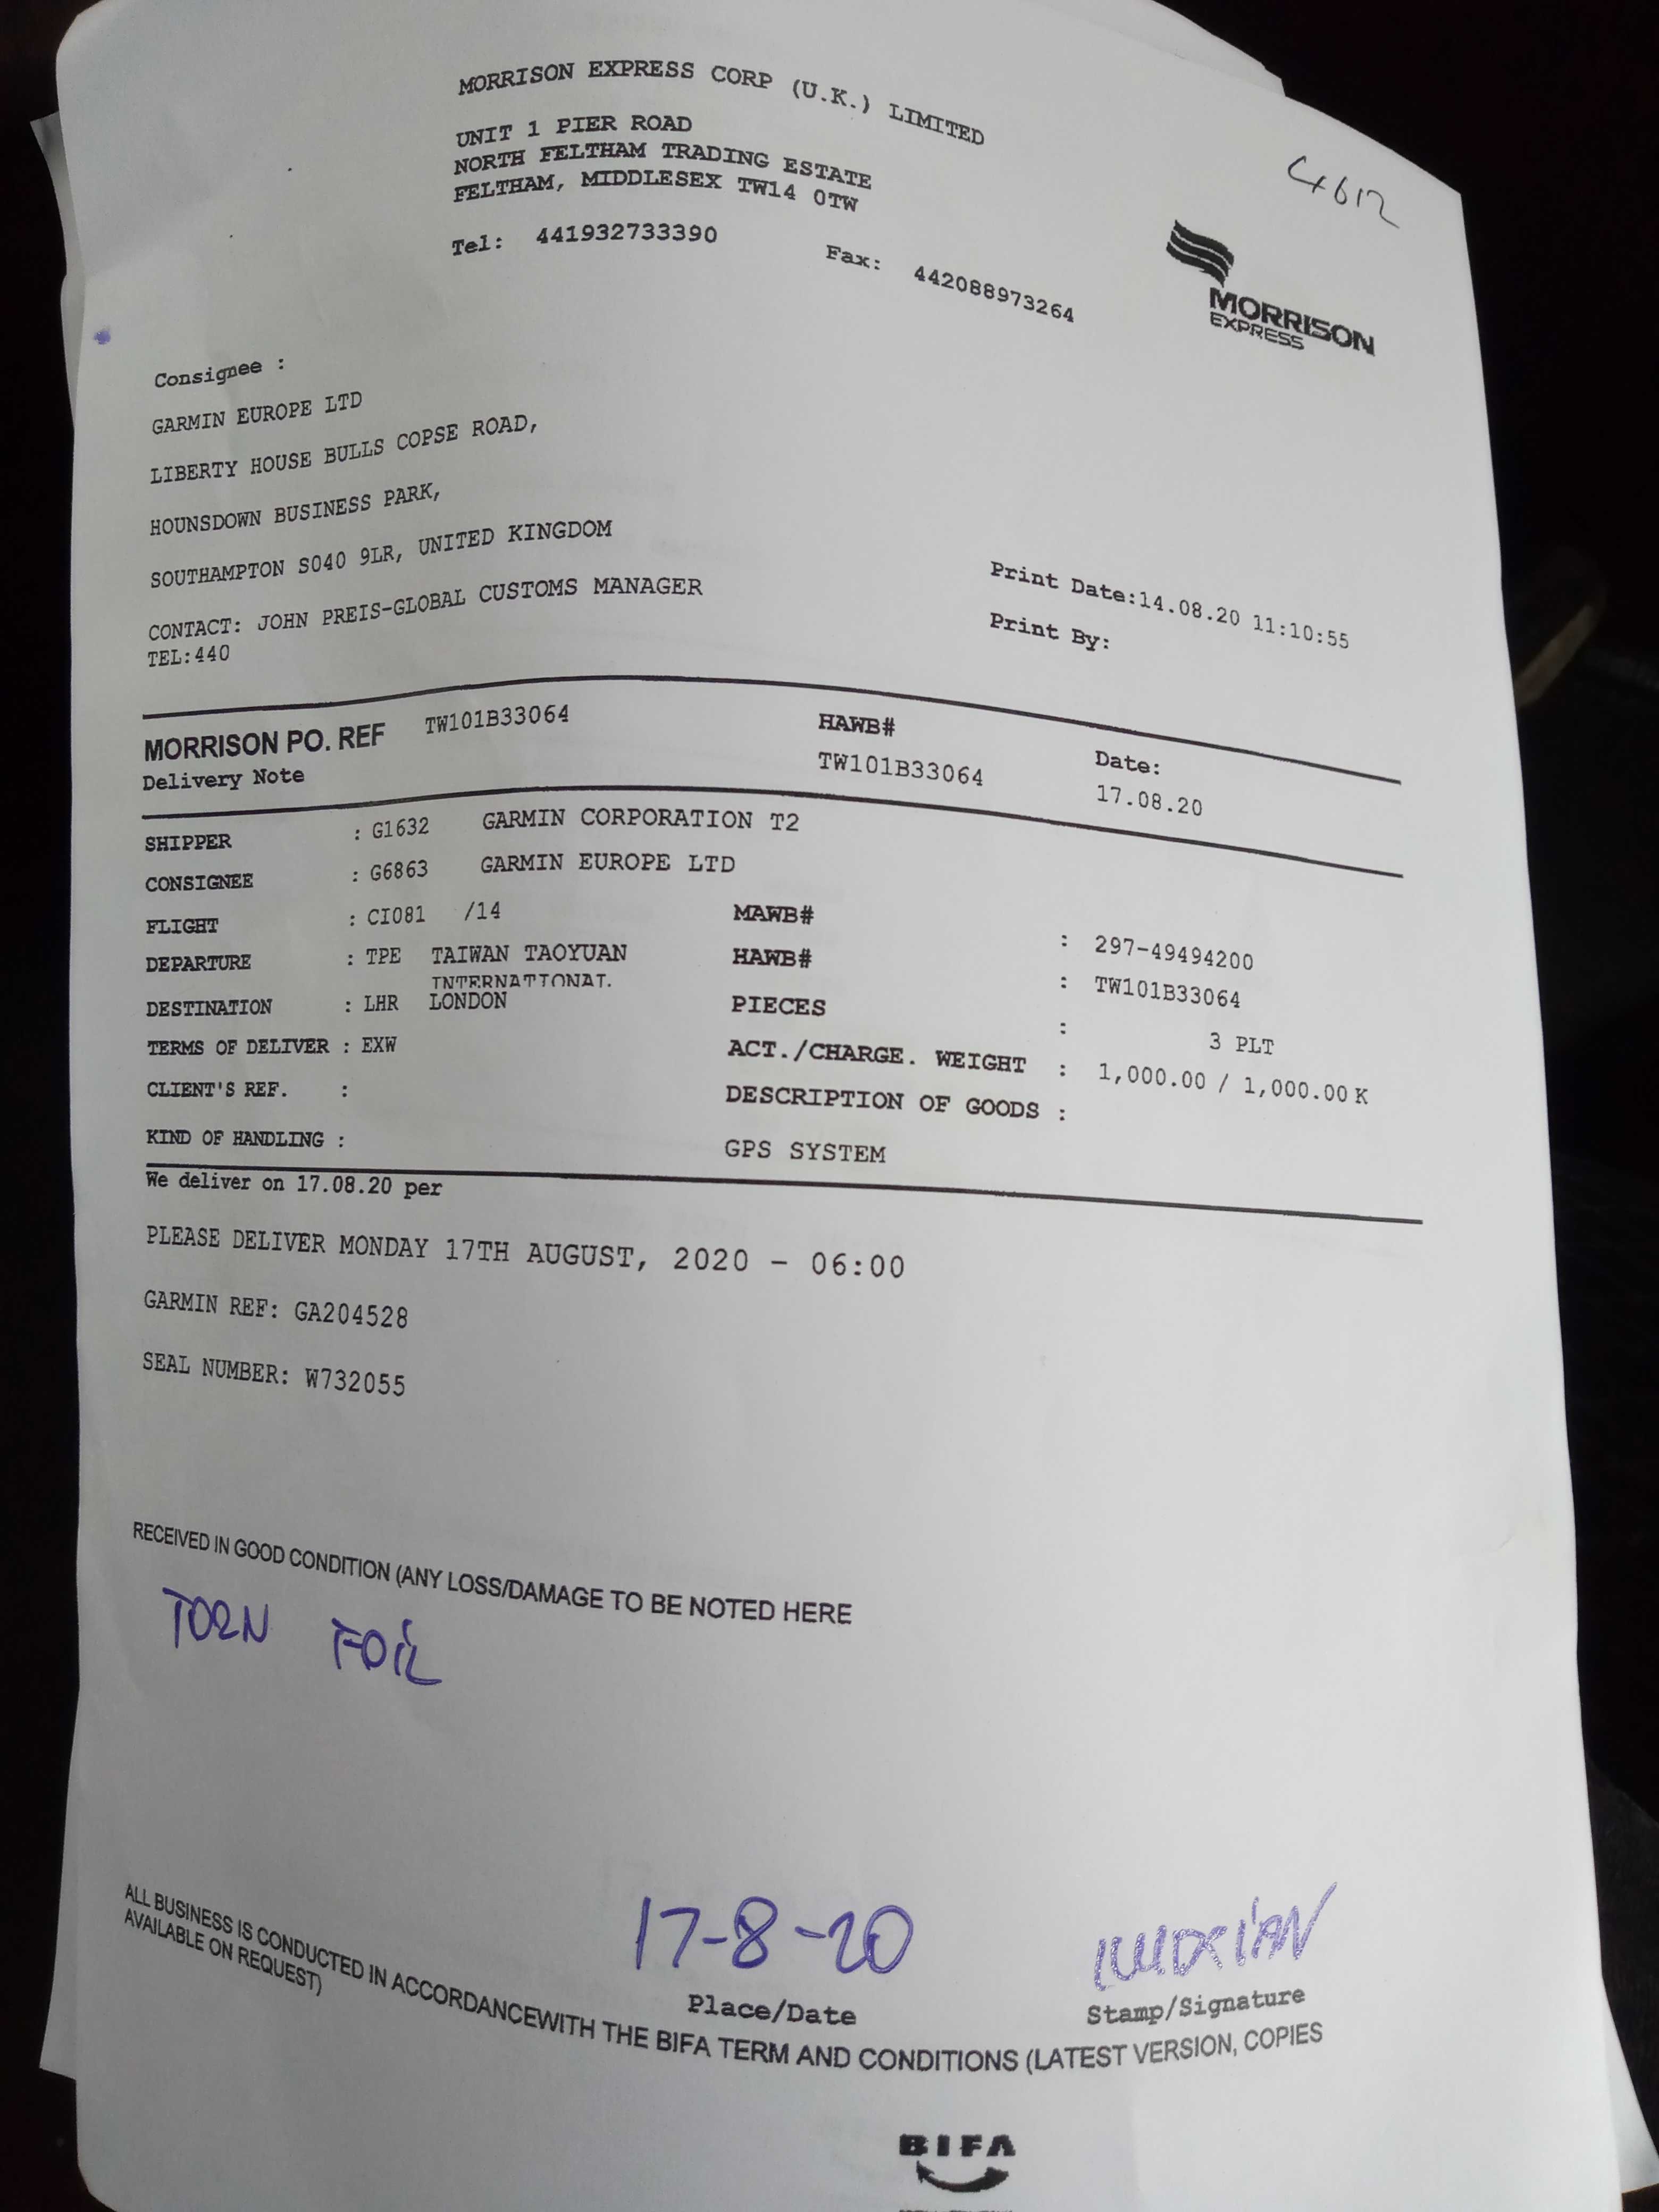 MORRISON EXPRESS CORP (U.K.) LIMITED
UNIT 1 PIER ROAD
NORTH FELTHAM TRADING ESTATE
FELTHAM, MIDDLESEX TW14 0TW
Tel: 441932733390 Fax: 442088973264
4612
MORRISON
EXPRESS
Consignee :
GARMIN EUROPE LTD
LIBERTY HOUSE BULLS COPSE ROAD,
HOUNSDOWN BUSINESS PARK,
SOUTHAMPTON SO40 9LR, UNITED KINGDOM
CONTACT: JOHN PREIS-GLOBAL CUSTOMS MANAGER
TEL:440
Print Date:14.08.20 11:10:55
Print By:
MORRISON PO. REF TW101B33064 HAWB# Date:
Delivery Note TW101B33064 17.08.20
SHIPPER : G1632 GARMIN CORPORATION T2
CONSIGNEE : G6863 GARMIN EUROPE LTD
FLIGHT : CI081 /14 MAWB# : 297-49494200
DEPARTURE : TPE TAIWAN TAOYUAN HAWB# : TW101B33064
INTERNATIONAL
DESTINATION : LHR LONDON PIECES : 3 PLT
TERMS OF DELIVER : EXW ACT./CHARGE. WEIGHT : 1,000.00 / 1,000.00 K
CLIENT'S REF. : DESCRIPTION OF GOODS :
KIND OF HANDLING : GPS SYSTEM
We deliver on 17.08.20 per
PLEASE DELIVER MONDAY 17TH AUGUST, 2020 - 06:00
GARMIN REF: GA204528
SEAL NUMBER: W732055
RECEIVED IN GOOD CONDITION (ANY LOSS/DAMAGE TO BE NOTED HERE
TORN FOIL
17-8-20
Place/Date Stamp/Signature
ALL BUSINESS IS CONDUCTED IN ACCORDANCEWITH THE BIFA TERM AND CONDITIONS (LATEST VERSION, COPIES
AVAILABLE ON REQUEST)
BIFA